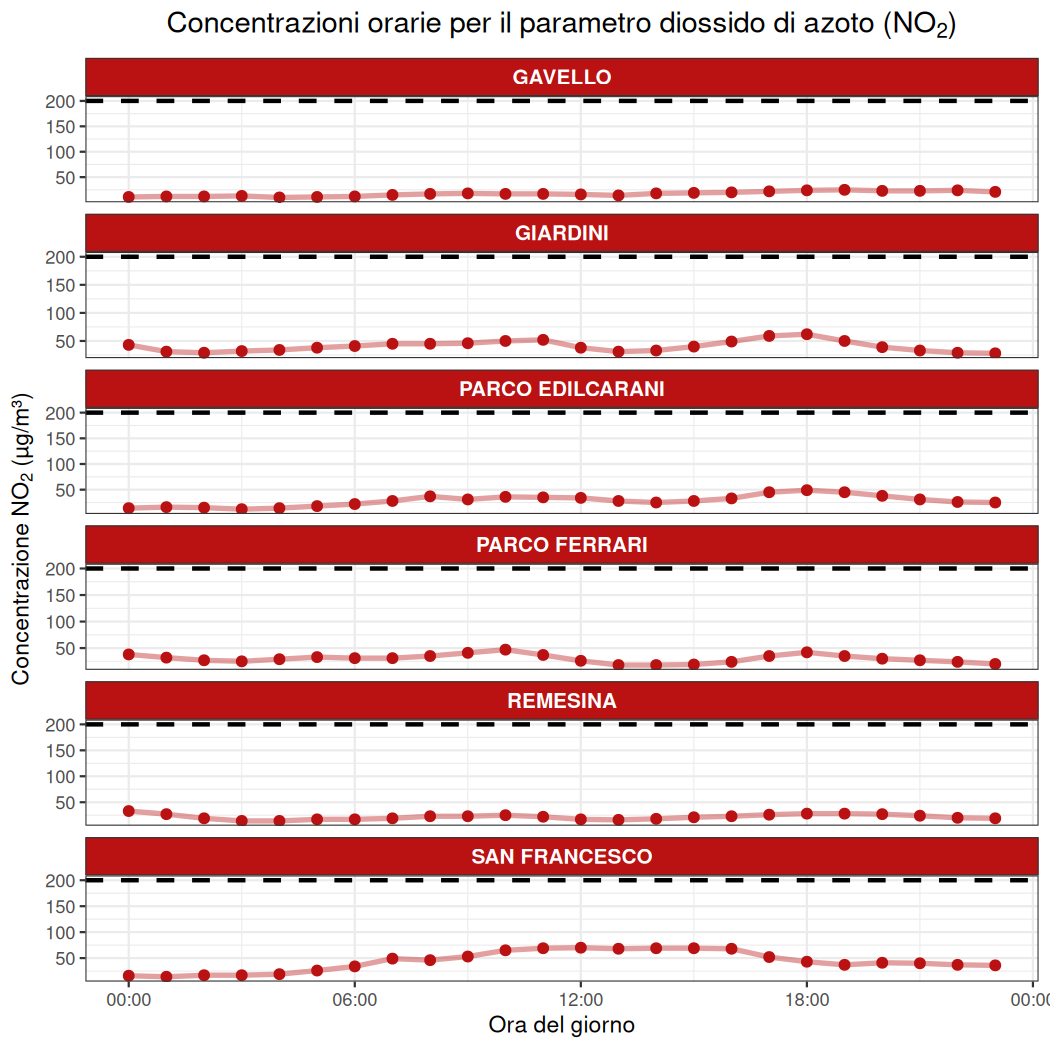 Concentrazioni orarie per il parametro diossido di azoto (NO₂)
Concentrazione NO₂ (µg/m³)
GAVELLO
200
150
100
50
GIARDINI
200
150
100
50
PARCO EDILCARANI
200
150
100
50
PARCO FERRARI
200
150
100
50
REMESINA
200
150
100
50
SAN FRANCESCO
200
150
100
50
00:00 06:00 12:00 18:00 00:00
Ora del giorno